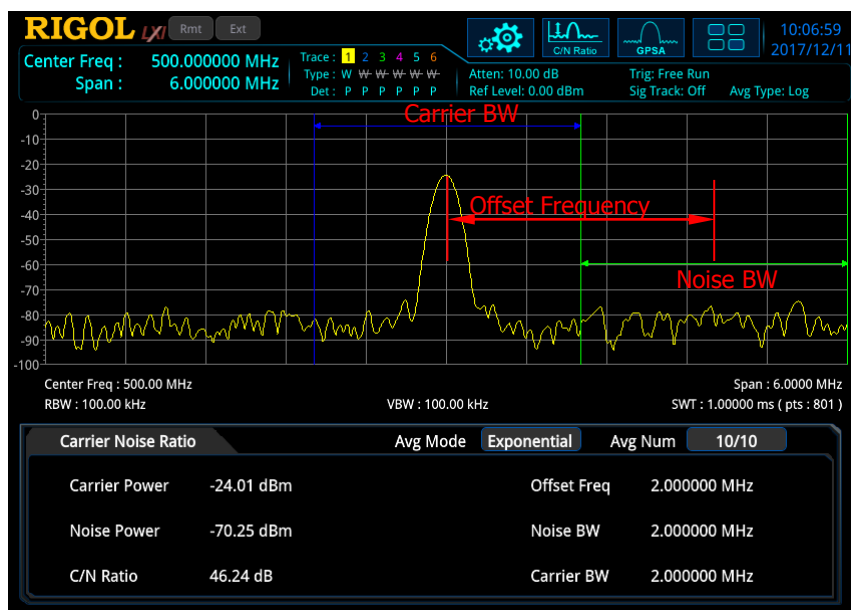 RIGOL LXI Rmt Ext C/N Ratio GPSA 10:06:59
2017/12/11
Center Freq : 500.000000 MHz
Span : 6.000000 MHz
Trace : 1 2 3 4 5 6
Type : W W W W W W
Det : P P P P P P
Atten: 10.00 dB
Ref Level: 0.00 dBm
Trig: Free Run
Sig Track: Off Avg Type: Log
Carrier BW
Offset Frequency
Noise BW
0
-10
-20
-30
-40
-50
-60
-70
-80
-90
-100
Center Freq : 500.00 MHz Span : 6.0000 MHz
RBW : 100.00 kHz VBW : 100.00 kHz SWT : 1.00000 ms ( pts : 801 )
Carrier Noise Ratio Avg Mode Exponential Avg Num 10/10
Carrier Power -24.01 dBm Offset Freq 2.000000 MHz
Noise Power -70.25 dBm Noise BW 2.000000 MHz
C/N Ratio 46.24 dB Carrier BW 2.000000 MHz